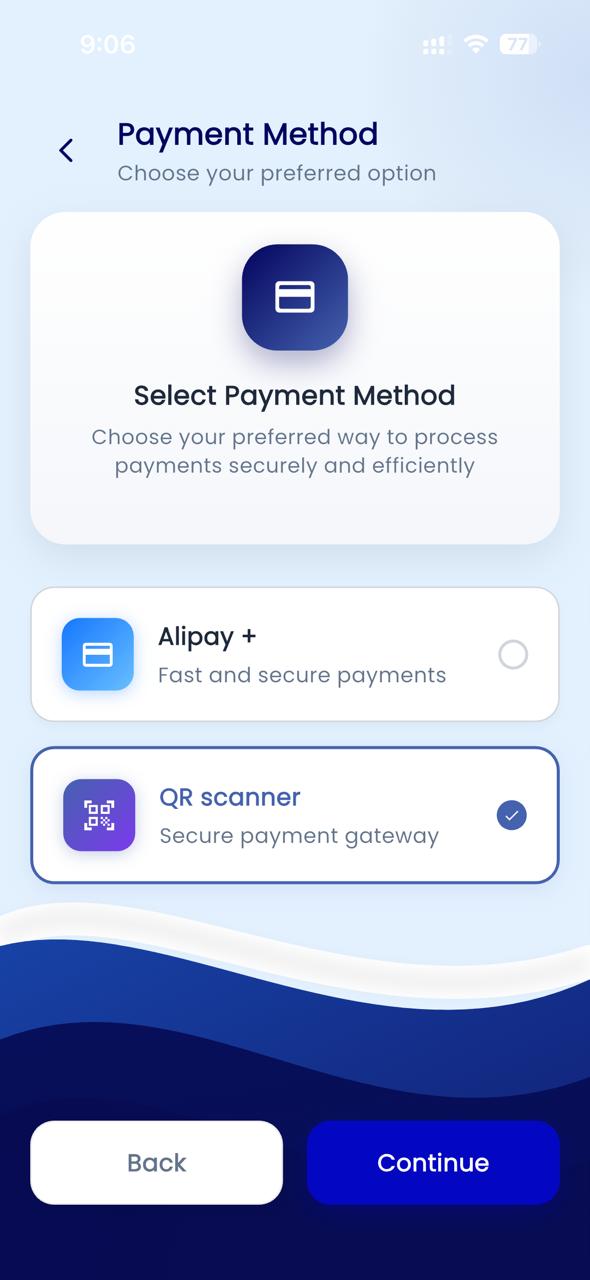 9:06
77
Payment Method
Choose your preferred option
Select Payment Method
Choose your preferred way to process
payments securely and efficiently
Alipay +
Fast and secure payments
QR scanner
Secure payment gateway
Back
Continue